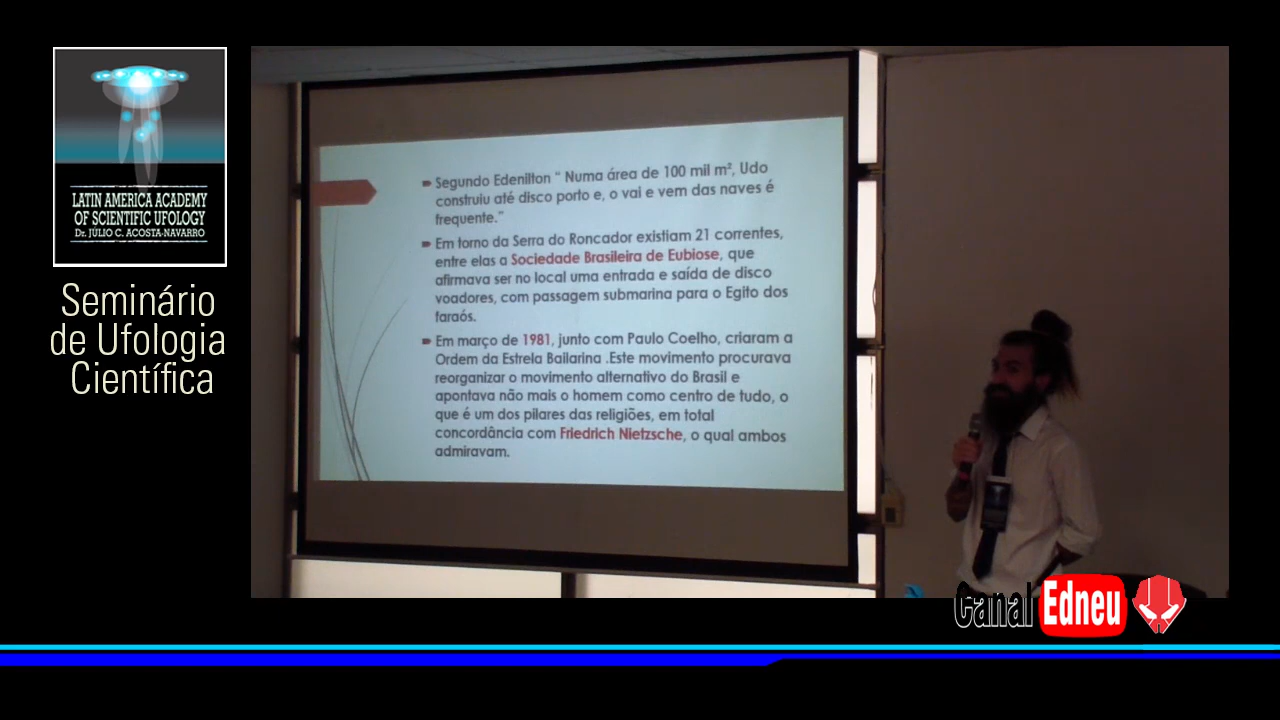 LATIN AMERICA ACADEMY
OF SCIENTIFIC UFOLOGY
Dr. JÚLIO C. ACOSTA-NAVARRO
Seminário
de Ufologia
Científica
Segundo Edenilton “ Numa área de 100 mil m², Udo
construiu até disco porto e, o vai e vem das naves é
frequente.”
Em torno da Serra do Roncador existiam 21 correntes,
entre elas a Sociedade Brasileira de Eubiose, que
afirmava ser no local uma entrada e saída de disco
voadores, com passagem submarina para o Egito dos
faraós.
Em março de 1981, junto com Paulo Coelho, criaram a
Ordem da Estrela Bailarina .Este movimento procurava
reorganizar o movimento alternativo do Brasil e
apontava não mais o homem como centro de tudo, o
que é um dos pilares das religiões, em total
concordância com Friedrich Nietzsche, o qual ambos
admiravam.
Canal Edneu